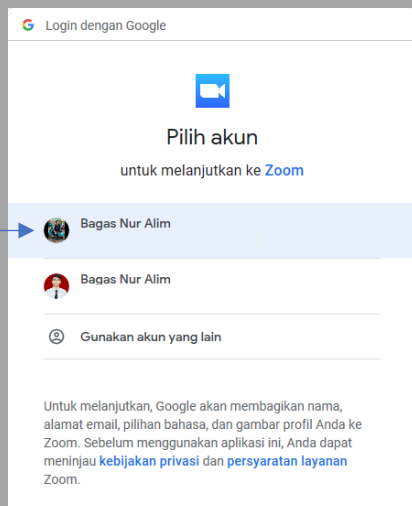 Login dengan Google
Pilih akun
untuk melanjutkan ke Zoom
Bagas Nur Alim
Bagas Nur Alim
Gunakan akun yang lain
Untuk melanjutkan, Google akan membagikan nama,
alamat email, pilihan bahasa, dan gambar profil Anda ke
Zoom. Sebelum menggunakan aplikasi ini, Anda dapat
meninjau kebijakan privasi dan persyaratan layanan
Zoom.